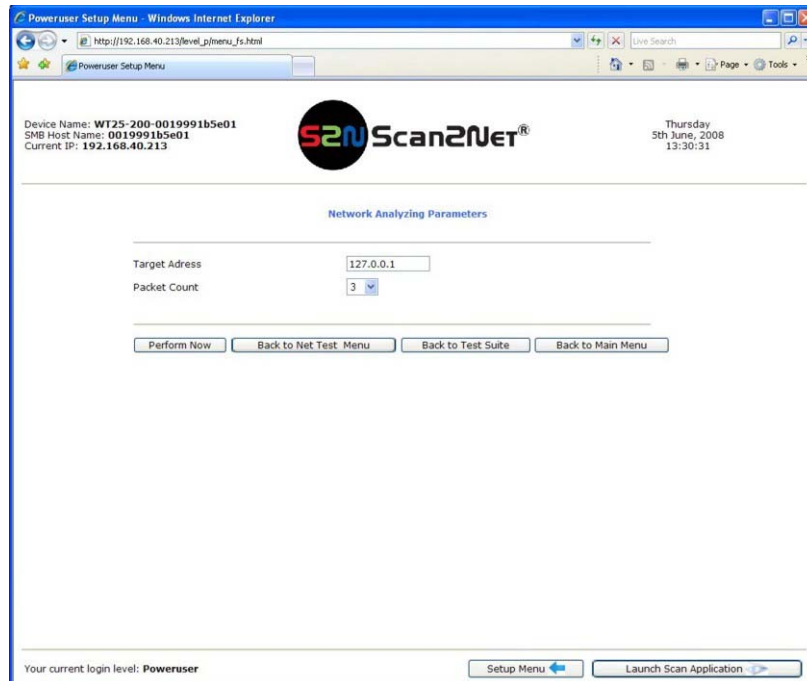 Poweruser Setup Menu - Windows Internet Explorer
http://192.168.40.213/level_p/menu_fs.html
Live Search
Poweruser Setup Menu
Page
Tools
Device Name: WT25-200-0019991b5e01
SMB Host Name: 0019991b5e01
Current IP: 192.168.40.213
S2N Scan2Net®
Thursday
5th June, 2008
13:30:31
Network Analyzing Parameters
Target Adress 127.0.0.1
Packet Count 3
Perform Now Back to Net Test Menu Back to Test Suite Back to Main Menu
Your current login level: Poweruser Setup Menu Launch Scan Application